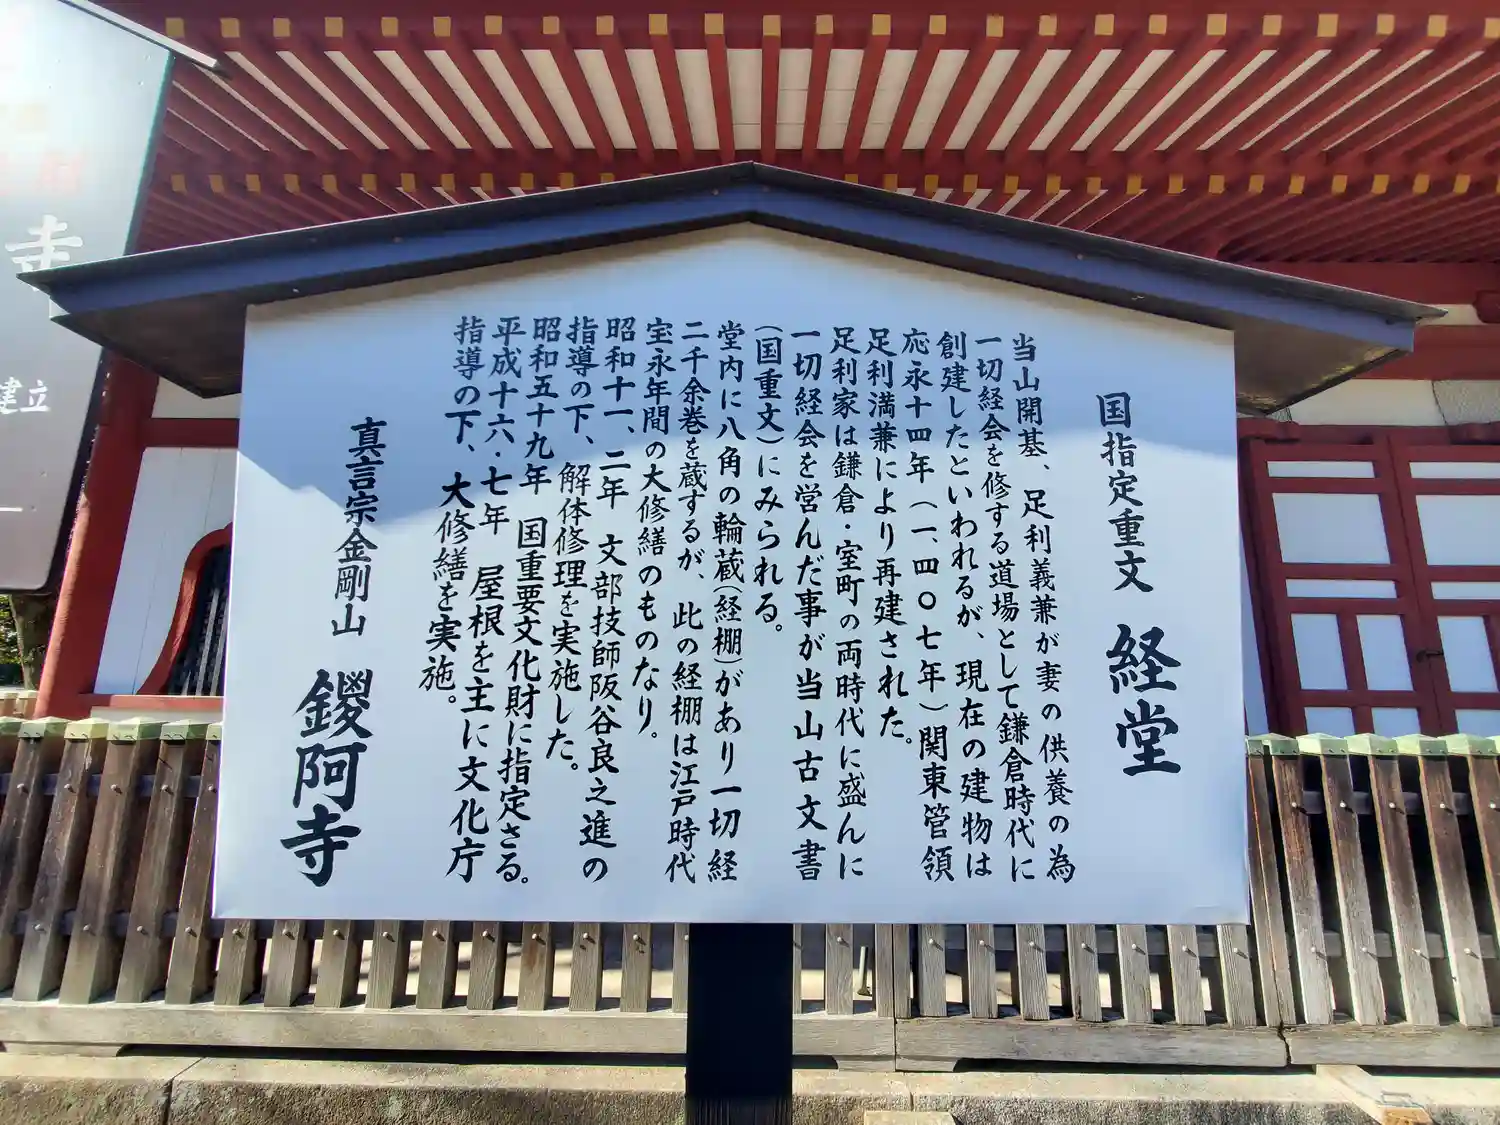 国指定重文 経堂
当山開基、足利義兼が妻の供養の為
一切経会を修する道場として鎌倉時代に
創建したといわれるが、現在の建物は
応永十四年(一、四〇七年)関東管領
足利満兼により再建された。
足利家は鎌倉・室町の両時代に盛んに
一切経会を営んだ事が当山古文書
(国重文)にみられる。
堂内に八角の輪蔵(経棚)があり一切経
二千余巻を蔵するが、此の経棚は江戸時代
宝永年間の大修繕のものなり。
昭和十一、二年 文部技師阪谷良之進の
指導の下、解体修理を実施した。
昭和五十九年 国重要文化財に指定さる。
平成十六・七年 屋根を主に文化庁
指導の下、大修繕を実施。
真言宗金剛山 鑁阿寺
寺
建立